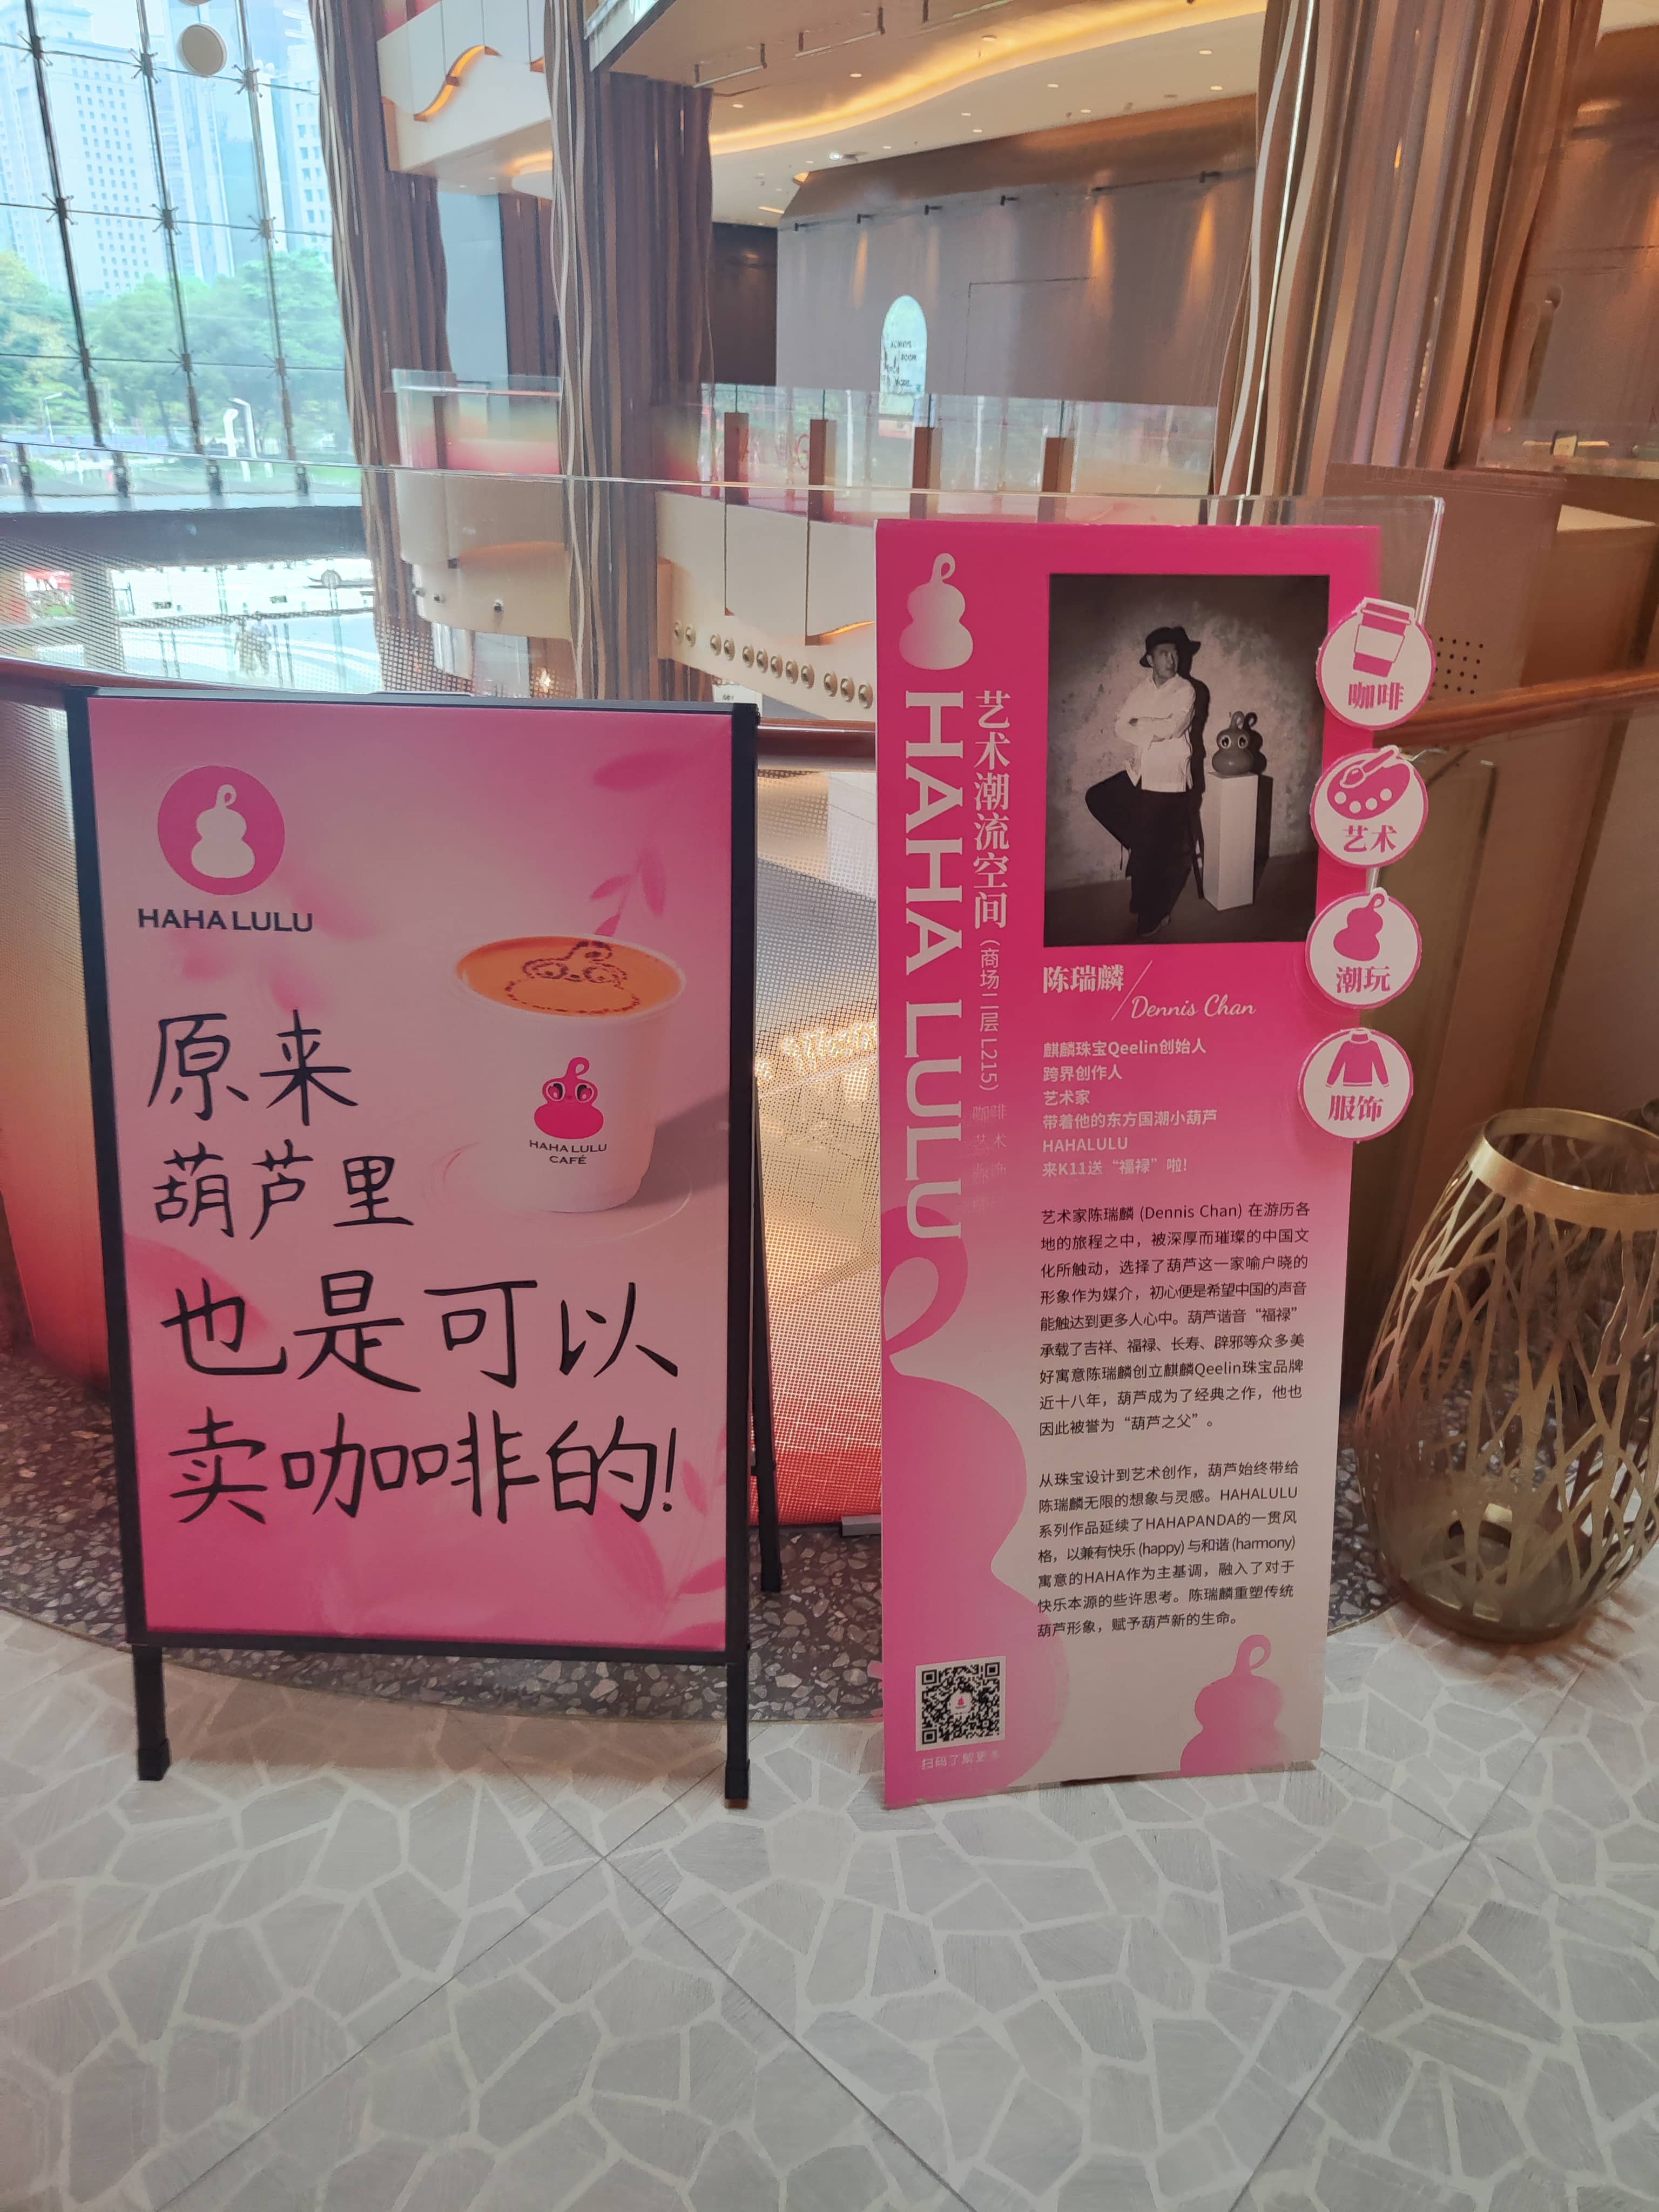 HAHA LULU
原来
葫芦里
也是可以
卖咖啡的!
HAHA LULU
CAFÉ
HAHA LULU
艺术潮流空间(商场二层 L215)
咖啡
艺术
咖啡
艺术
潮玩
服饰
陈瑞麟
Dennis Chan
麒麟珠宝Qeelin创始人
跨界创作人
艺术家
带着他的东方国潮小葫芦
HAHALULU
来K11送“福禄”啦!
艺术家陈瑞麟 (Dennis Chan) 在游历各
地的旅程之中，被深厚而璀璨的中国文
化所触动，选择了葫芦这一家喻户晓的
形象作为媒介，初心便是希望中国的声音
能触达到更多人心中。葫芦谐音“福禄”
承载了吉祥、福禄、长寿、辟邪等众多美
好寓意陈瑞麟创立麒麟Qeelin珠宝品牌
近十八年，葫芦成为了经典之作，他也
因此被誉为“葫芦之父”。
从珠宝设计到艺术创作，葫芦始终带给
陈瑞麟无限的想象与灵感。HAHALULU
系列作品延续了HAHAPANDA的一贯风
格，以兼有快乐 (happy) 与和谐 (harmony)
寓意的HAHA作为主基调，融入了对于
快乐本源的些许思考。陈瑞麟重塑传统
葫芦形象，赋予葫芦新的生命。
扫码了解更多